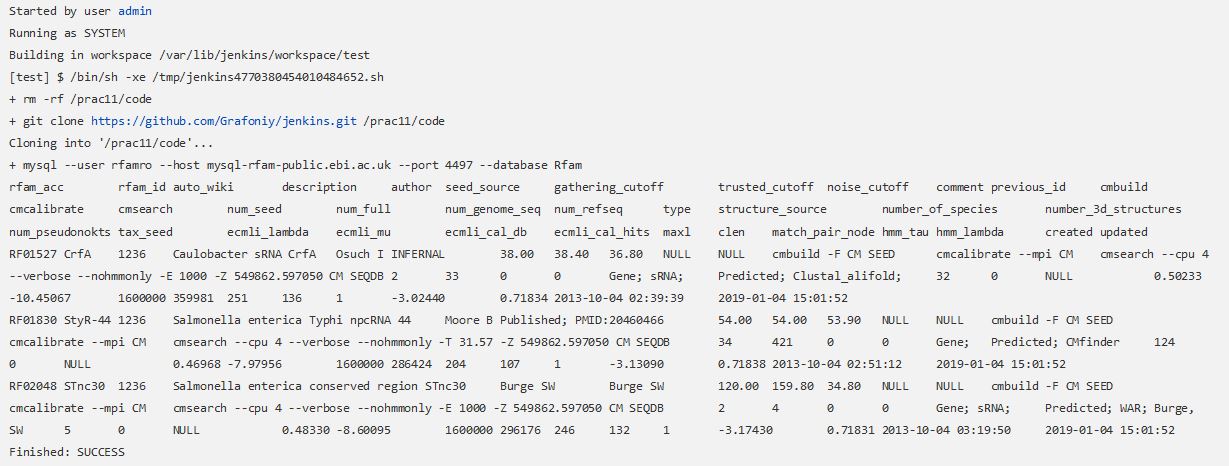 Started by user admin
Running as SYSTEM
Building in workspace /var/lib/jenkins/workspace/test
[test] $ /bin/sh -xe /tmp/jenkins4770380454010484652.sh
+ rm -rf /prac11/code
+ git clone https://github.com/Grafoniy/jenkins.git /prac11/code
Cloning into '/prac11/code'...
+ mysql --user rfamro --host mysql-rfam-public.ebi.ac.uk --port 4497 --database Rfam
rfam_acc rfam_id auto_wiki description author seed_source gathering_cutoff trusted_cutoff noise_cutoff comment previous_id cmbuild
cmcalibrate cmsearch num_seed num_full num_genome_seq num_refseq type structure_source number_of_species number_3d_structures
num_pseudonokts tax_seed ecmli_lambda ecmli_mu ecmli_cal_db ecmli_cal_hits maxl clen match_pair_node hmm_tau hmm_lambda created updated
RF01527 CrfA 1236 Caulobacter sRNA CrfA Osuch I INFERNAL 38.00 38.40 36.80 NULL NULL cmbuild -F CM SEED cmcalibrate --mpi CM cmsearch --cpu 4
--verbose --nohmmonly -E 1000 -Z 549862.597050 CM SEQDB 2 33 0 0 Gene; sRNA; Predicted; Clustal_alifold; 32 0 NULL 0.50233
-10.45067 1600000 359981 251 136 1 -3.02440 0.71834 2013-10-04 02:39:39 2019-01-04 15:01:52
RF01830 StyR-44 1236 Salmonella enterica Typhi npcRNA 44 Moore B Published; PMID:20460466 54.00 54.00 53.90 NULL NULL cmbuild -F CM SEED
cmcalibrate --mpi CM cmsearch --cpu 4 --verbose --nohmmonly -T 31.57 -Z 549862.597050 CM SEQDB 34 421 0 0 Gene; Predicted; CMfinder 124
0 NULL 0.46968 -7.97956 1600000 286424 204 107 1 -3.13090 0.71838 2013-10-04 02:51:12 2019-01-04 15:01:52
RF02048 STnc30 1236 Salmonella enterica conserved region STnc30 Burge SW Burge SW 120.00 159.80 34.80 NULL NULL cmbuild -F CM SEED
cmcalibrate --mpi CM cmsearch --cpu 4 --verbose --nohmmonly -E 1000 -Z 549862.597050 CM SEQDB 2 4 0 0 Gene; sRNA; Predicted; WAR; Burge,
SW 5 0 NULL 0.48330 -8.60095 1600000 296176 246 132 1 -3.17430 0.71831 2013-10-04 03:19:50 2019-01-04 15:01:52
Finished: SUCCESS